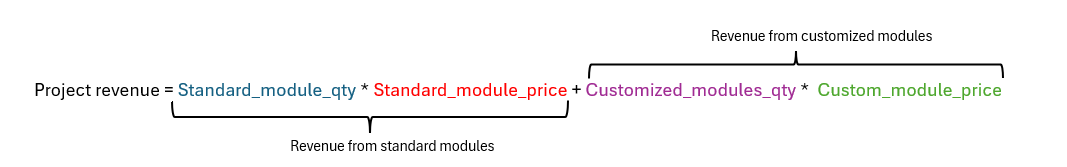 Revenue from customized modules
Project revenue = Standard_module_qty * Standard_module_price + Customized_modules_qty * Custom_module_price
Revenue from standard modules